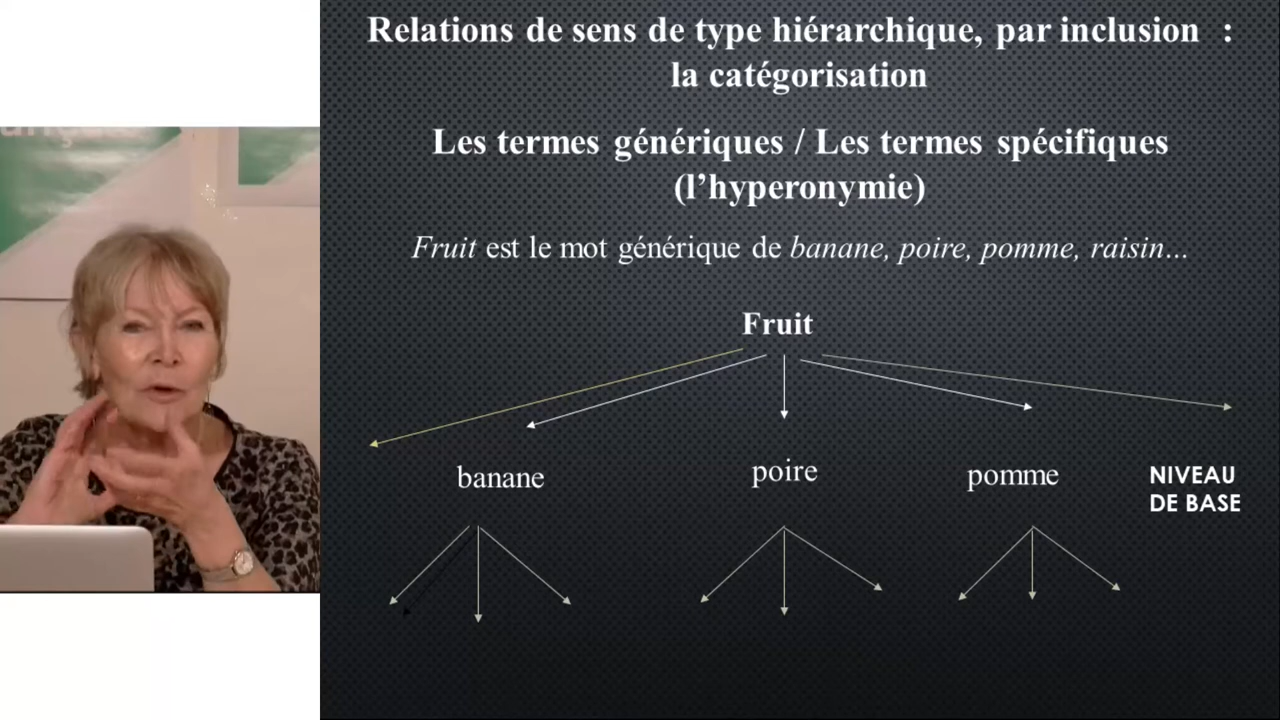 Relations de sens de type hiérarchique, par inclusion :
la catégorisation
Les termes génériques / Les termes spécifiques
(l’hyperonymie)
Fruit est le mot générique de banane, poire, pomme, raisin...
Fruit
banane
poire
pomme
NIVEAU
DE BASE